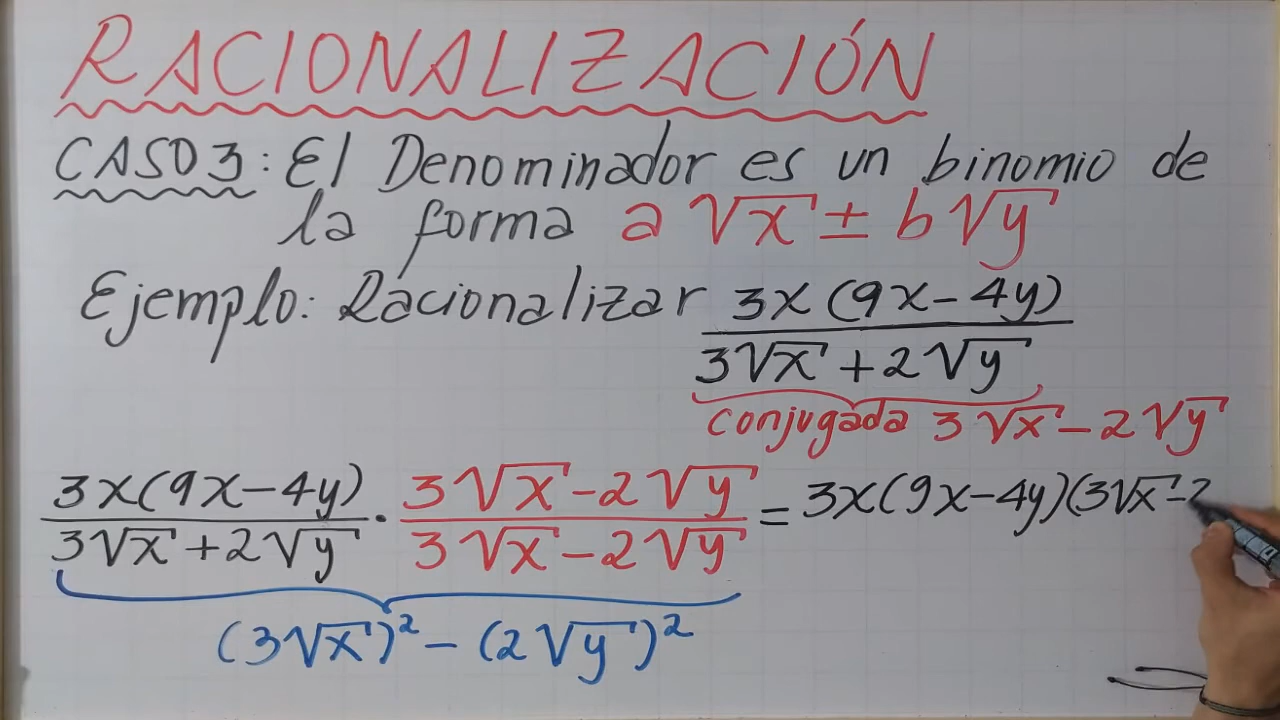 RACIONALIZACIÓN
CASO 3: El Denominador es un binomio de
la forma a√x ± b√y
Ejemplo: Racionalizar 3x(9x-4y)
3√x + 2√y
conjugada 3√x - 2√y
3x(9x-4y) · 3√x - 2√y = 3x(9x-4y)(3√x - 2
3√x + 2√y 3√x - 2√y
(3√x)² - (2√y)²